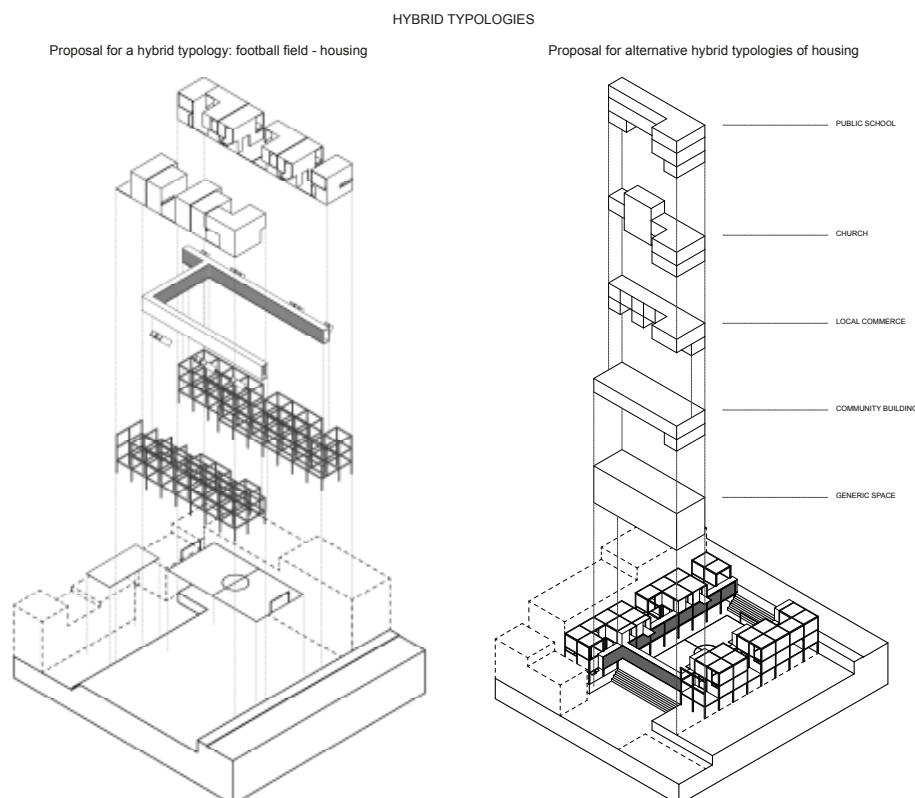 HYBRID TYPOLOGIES
Proposal for a hybrid typology: football field - housing
Proposal for alternative hybrid typologies of housing
PUBLIC SCHOOL
CHURCH
LOCAL COMMERCE
COMMUNITY BUILDING
GENERIC SPACE